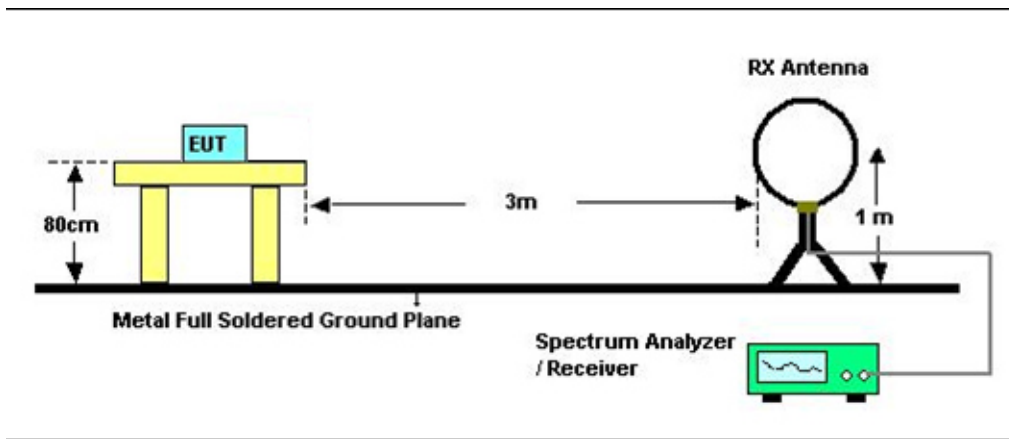 RX Antenna
EUT
80cm
3m
1 m
Metal Full Soldered Ground Plane
Spectrum Analyzer
/ Receiver